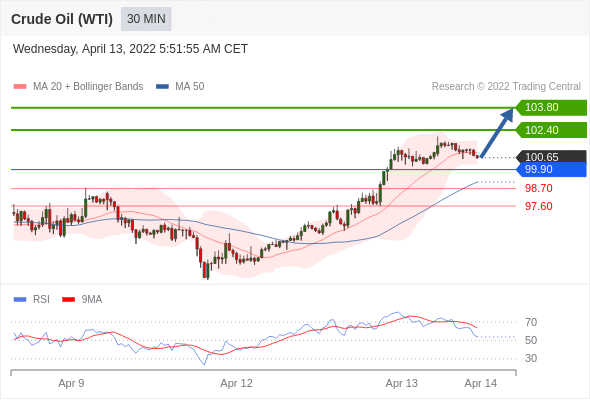 Crude Oil (WTI) 30 MIN
Wednesday, April 13, 2022 5:51:55 AM CET
MA 20 + Bollinger Bands MA 50 Research © 2022 Trading Central
103.80
102.40
100.65
99.90
98.70
97.60
RSI 9MA
70
50
30
Apr 9 Apr 12 Apr 13 Apr 14